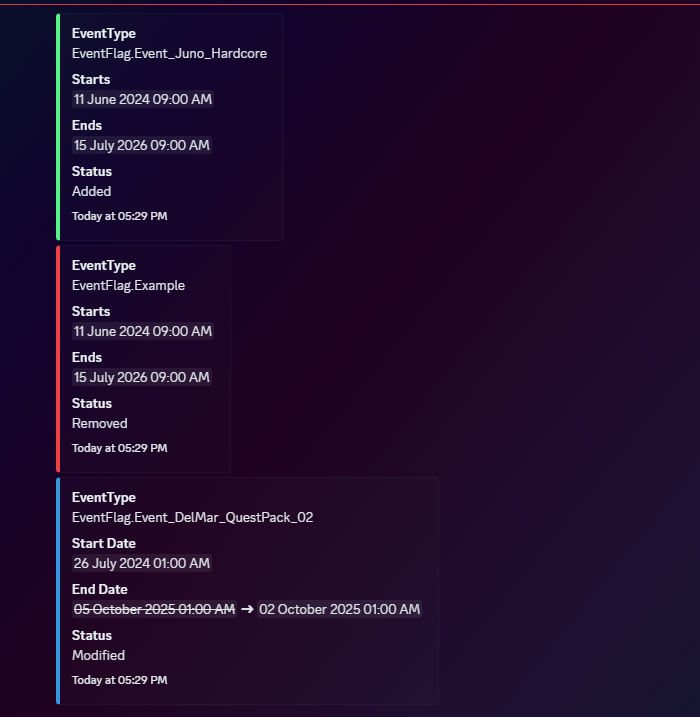 EventType
EventFlag.Event_Juno_Hardcore
Starts
11 June 2024 09:00 AM
Ends
15 July 2026 09:00 AM
Status
Added
Today at 05:29 PM
EventType
EventFlag.Example
Starts
11 June 2024 09:00 AM
Ends
15 July 2026 09:00 AM
Status
Removed
Today at 05:29 PM
EventType
EventFlag.Event_DelMar_QuestPack_02
Start Date
26 July 2024 01:00 AM
End Date
05 October 2025 01:00 AM → 02 October 2025 01:00 AM
Status
Modified
Today at 05:29 PM